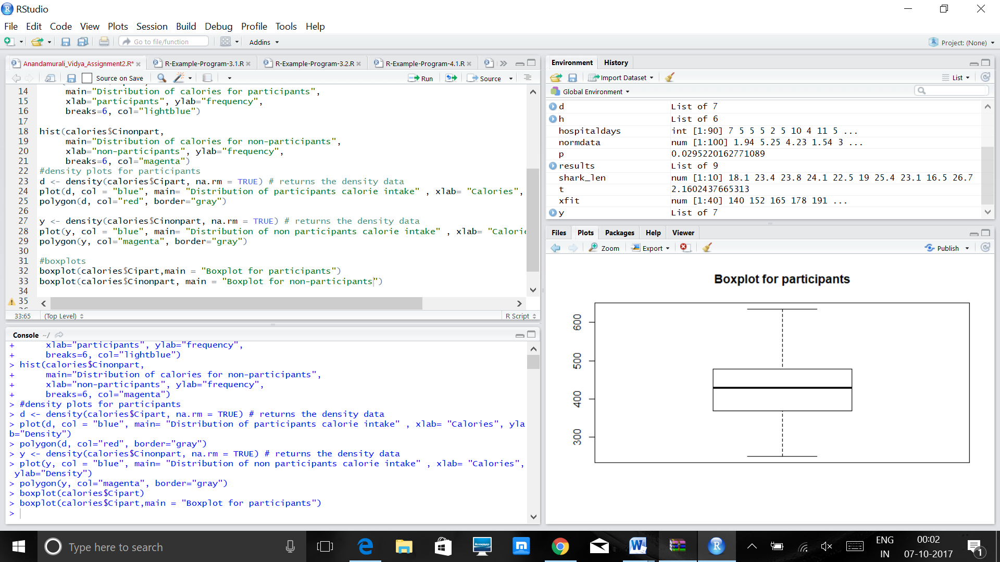 RStudio
File Edit Code View Plots Session Build Debug Profile Tools Help
Go to file/function Addins Project: (None)
Anandamurali_Vidya_Assignment2.R* R-Example-Program-3.1.R R-Example-Program-3.2.R R-Example-Program-4.1.R
Source on Save Run Source
14 main="Distribution of calories for participants",
15 xlab="participants", ylab="frequency",
16 breaks=6, col="lightblue")
17
18 hist(calories$Cinonpart,
19 main="Distribution of calories for non-participants",
20 xlab="non-participants", ylab="frequency",
21 breaks=6, col="magenta")
22 #density plots for participants
23 d <- density(calories$Cipart, na.rm = TRUE) # returns the density data
24 plot(d, col = "blue", main= "Distribution of participants calorie intake" , xlab= "Calories",
25 polygon(d, col="red", border="gray")
26
27 y <- density(calories$Cinonpart, na.rm = TRUE) # returns the density data
28 plot(y, col = "blue", main= "Distribution of non participants calorie intake" , xlab= "Calorie
29 polygon(y, col="magenta", border="gray")
30
31 #boxplots
32 boxplot(calories$Cipart,main = "Boxplot for participants")
33 boxplot(calories$Cinonpart, main = "Boxplot for non-participants")
34
35
33:65 (Top Level) R Script
Console ~/
+ xlab="participants", ylab="frequency",
+ breaks=6, col="lightblue")
> hist(calories$Cinonpart,
+ main="Distribution of calories for non-participants",
+ xlab="non-participants", ylab="frequency",
+ breaks=6, col="magenta")
> #density plots for participants
> d <- density(calories$Cipart, na.rm = TRUE) # returns the density data
> plot(d, col = "blue", main= "Distribution of participants calorie intake" , xlab= "Calories", yla
b="Density")
> polygon(d, col="red", border="gray")
> y <- density(calories$Cinonpart, na.rm = TRUE) # returns the density data
> plot(y, col = "blue", main= "Distribution of non participants calorie intake" , xlab= "Calories",
ylab="Density")
> polygon(y, col="magenta", border="gray")
> boxplot(calories$Cipart)
> boxplot(calories$Cipart,main = "Boxplot for participants")
>
Environment History
Import Dataset List
Global Environment
d List of 7
h List of 6
hospitaldays int [1:90] 7 5 5 5 2 5 10 4 11 5 ...
normdata num [1:100] 1.94 5.25 4.23 1.54 3 ...
p 0.0295220162771089
results List of 9
shark_len num [1:10] 18.1 23.4 23.8 24.1 22.5 19 25.4 23.1 16.5 26.7
t 2.1602437665313
xfit num [1:40] 140 152 165 178 191 ...
y List of 7
Files Plots Packages Help Viewer
Zoom Export Publish
Boxplot for participants
600
500
400
300
Type here to search
lenovo
ENG
IN
00:02
07-10-2017
1